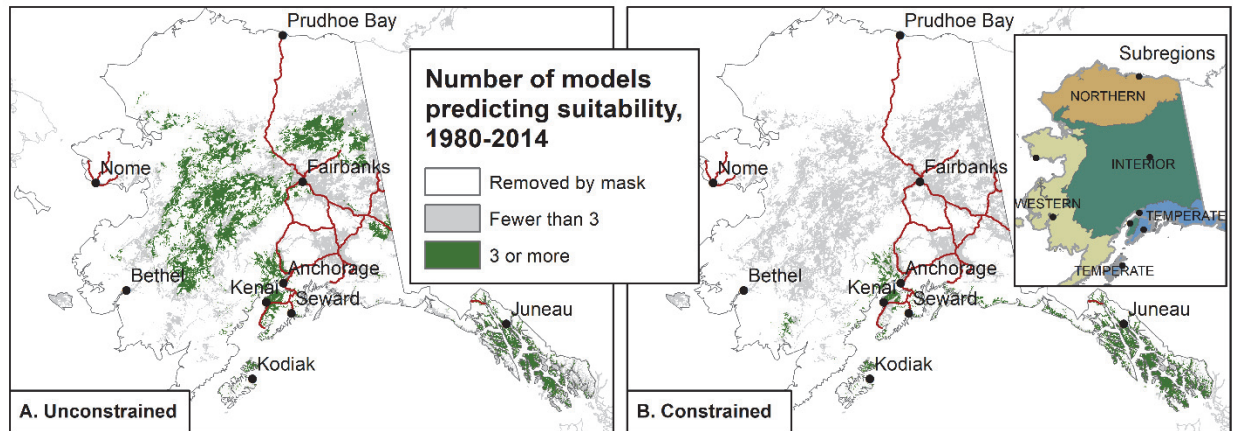 Prudhoe Bay
Number of models
predicting suitability,
1980-2014
Removed by mask
Fewer than 3
3 or more
Nome
Fairbanks
Bethel
Anchorage
Kenai
Seward
Juneau
Kodiak
A. Unconstrained
Prudhoe Bay
Subregions
NORTHERN
INTERIOR
WESTERN
TEMPERATE
TEMPERATE
Nome
Fairbanks
Bethel
Anchorage
Kenai
Seward
Juneau
Kodiak
B. Constrained